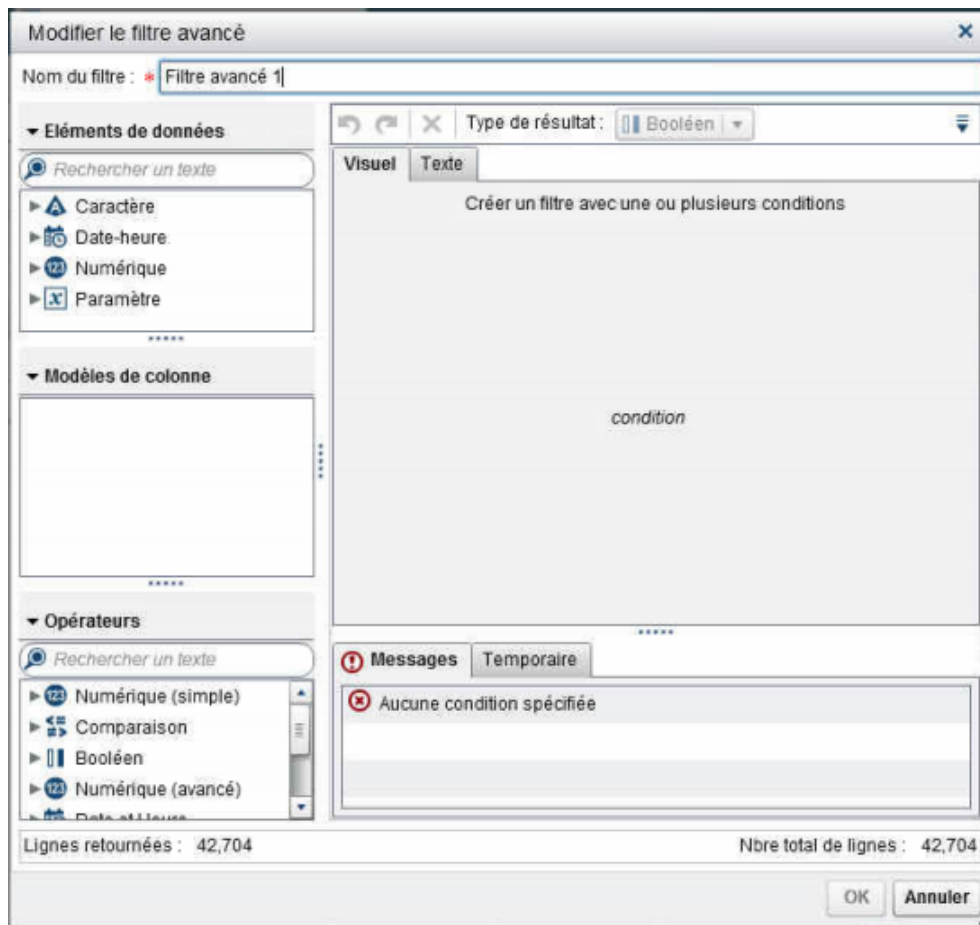 Modifier le filtre avancé
Nom du filtre : * Filtre avancé 1
Eléments de données
Rechercher un texte
Caractère
Date-heure
Numérique
Paramètre
Modèles de colonne
Opérateurs
Rechercher un texte
Numérique (simple)
Comparaison
Booléen
Numérique (avancé)
Date et Heure
Type de résultat : Booléen
Visuel Texte
Créer un filtre avec une ou plusieurs conditions
condition
Messages Temporaire
Aucune condition spécifiée
Lignes retournées : 42,704
Nbre total de lignes : 42,704
OK Annuler